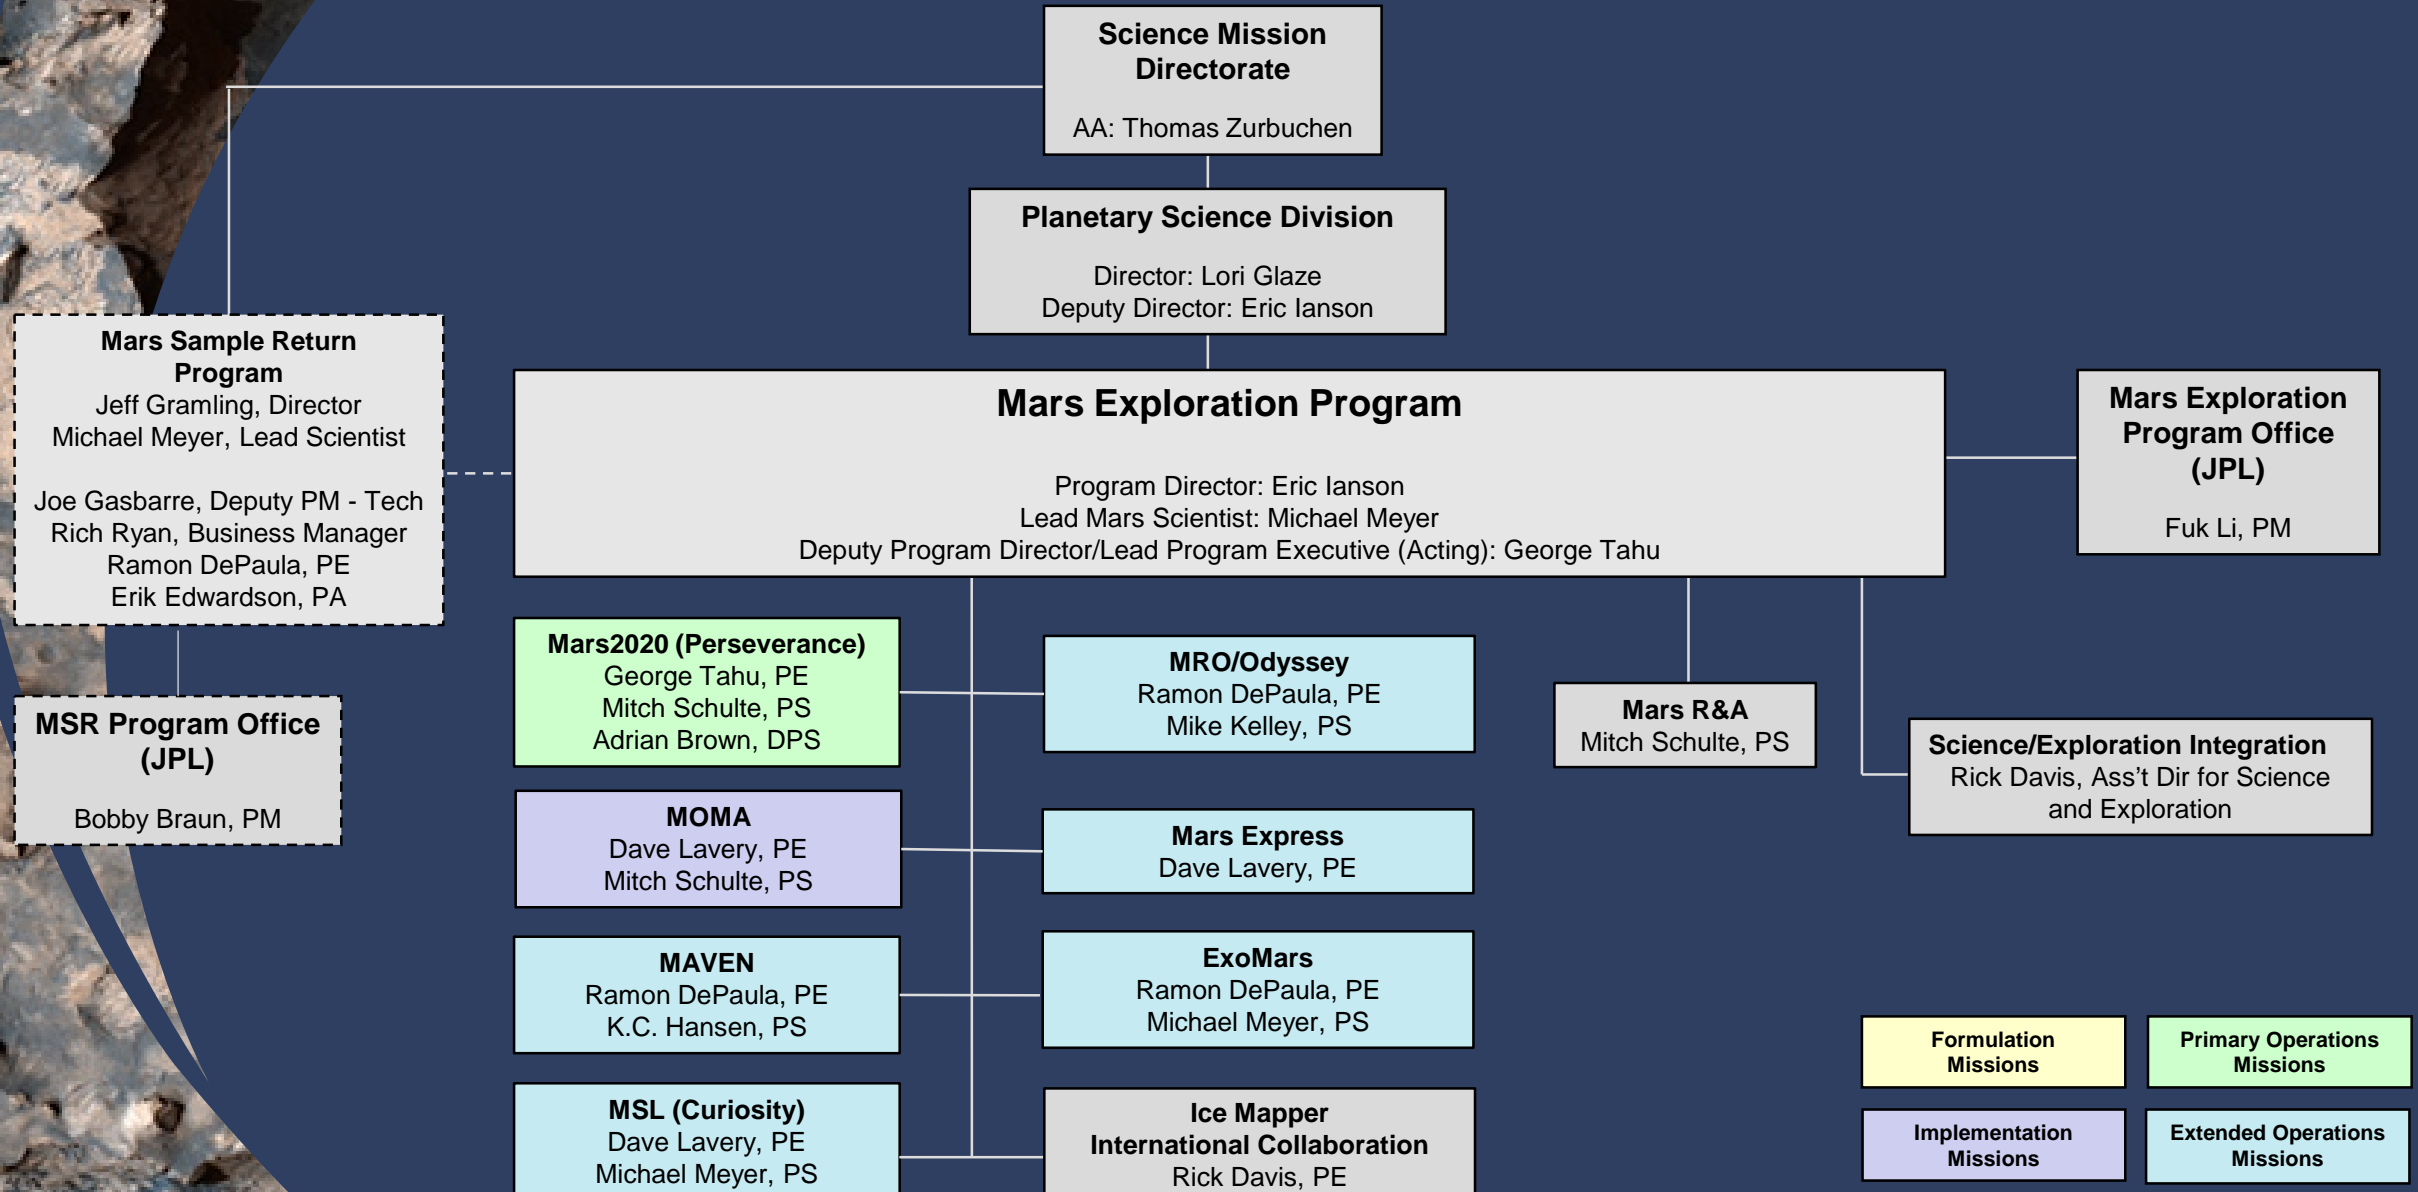 Science Mission
Directorate
AA: Thomas Zurbuchen
Planetary Science Division
Director: Lori Glaze
Deputy Director: Eric Ianson
Mars Sample Return
Program
Jeff Gramling, Director
Michael Meyer, Lead Scientist
Joe Gasbarre, Deputy PM - Tech
Rich Ryan, Business Manager
Ramon DePaula, PE
Erik Edwardson, PA
Mars Exploration Program
Program Director: Eric Ianson
Lead Mars Scientist: Michael Meyer
Deputy Program Director/Lead Program Executive (Acting): George Tahu
Mars Exploration
Program Office
(JPL)
Fuk Li, PM
MSR Program Office
(JPL)
Bobby Braun, PM
Mars2020 (Perseverance)
George Tahu, PE
Mitch Schulte, PS
Adrian Brown, DPS
MRO/Odyssey
Ramon DePaula, PE
Mike Kelley, PS
Mars R&A
Mitch Schulte, PS
Science/Exploration Integration
Rick Davis, Ass't Dir for Science
and Exploration
MOMA
Dave Lavery, PE
Mitch Schulte, PS
Mars Express
Dave Lavery, PE
MAVEN
Ramon DePaula, PE
K.C. Hansen, PS
ExoMars
Ramon DePaula, PE
Michael Meyer, PS
MSL (Curiosity)
Dave Lavery, PE
Michael Meyer, PS
Ice Mapper
International Collaboration
Rick Davis, PE
Formulation
Missions
Primary Operations
Missions
Implementation
Missions
Extended Operations
Missions